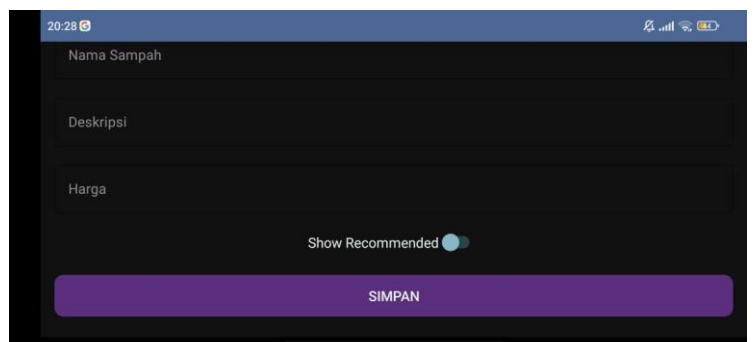 20:28
Nama Sampah
Deskripsi
Harga
Show Recommended
SIMPAN